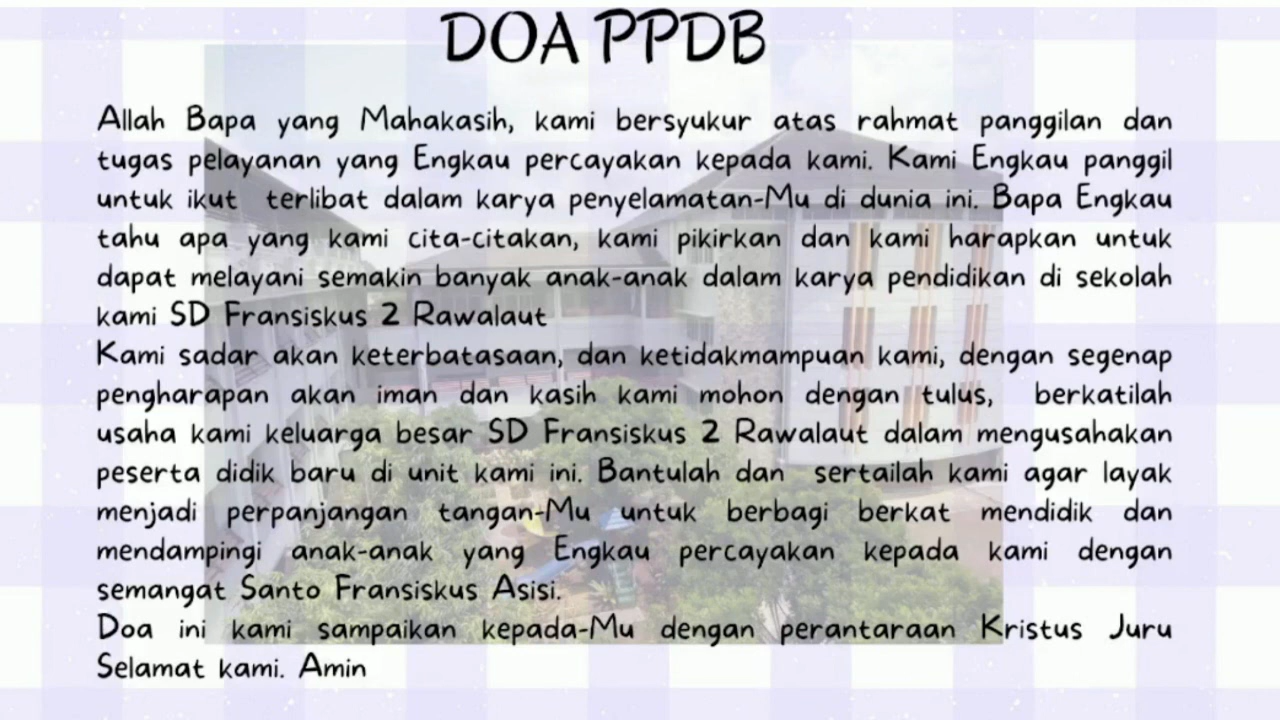 DOA PPDB
Allah Bapa yang Mahakasih, kami bersyukur atas rahmat panggilan dan
tugas pelayanan yang Engkau percayakan kepada kami. Kami Engkau panggil
untuk ikut terlibat dalam karya penyelamatan-Mu di dunia ini. Bapa Engkau
tahu apa yang kami cita-citakan, kami pikirkan dan kami harapkan untuk
dapat melayani semakin banyak anak-anak dalam karya pendidikan di sekolah
kami SD Fransiskus 2 Rawalaut
Kami sadar akan keterbatasaan, dan ketidakmampuan kami, dengan segenap
pengharapan akan iman dan kasih kami mohon dengan tulus, berkatilah
usaha kami keluarga besar SD Fransiskus 2 Rawalaut dalam mengusahakan
peserta didik baru di unit kami ini. Bantulah dan sertailah kami agar layak
menjadi perpanjangan tangan-Mu untuk berbagi berkat mendidik dan
mendampingi anak-anak yang Engkau percayakan kepada kami dengan
semangat Santo Fransiskus Asisi.
Doa ini kami sampaikan kepada-Mu dengan perantaraan Kristus Juru
Selamat kami. Amin